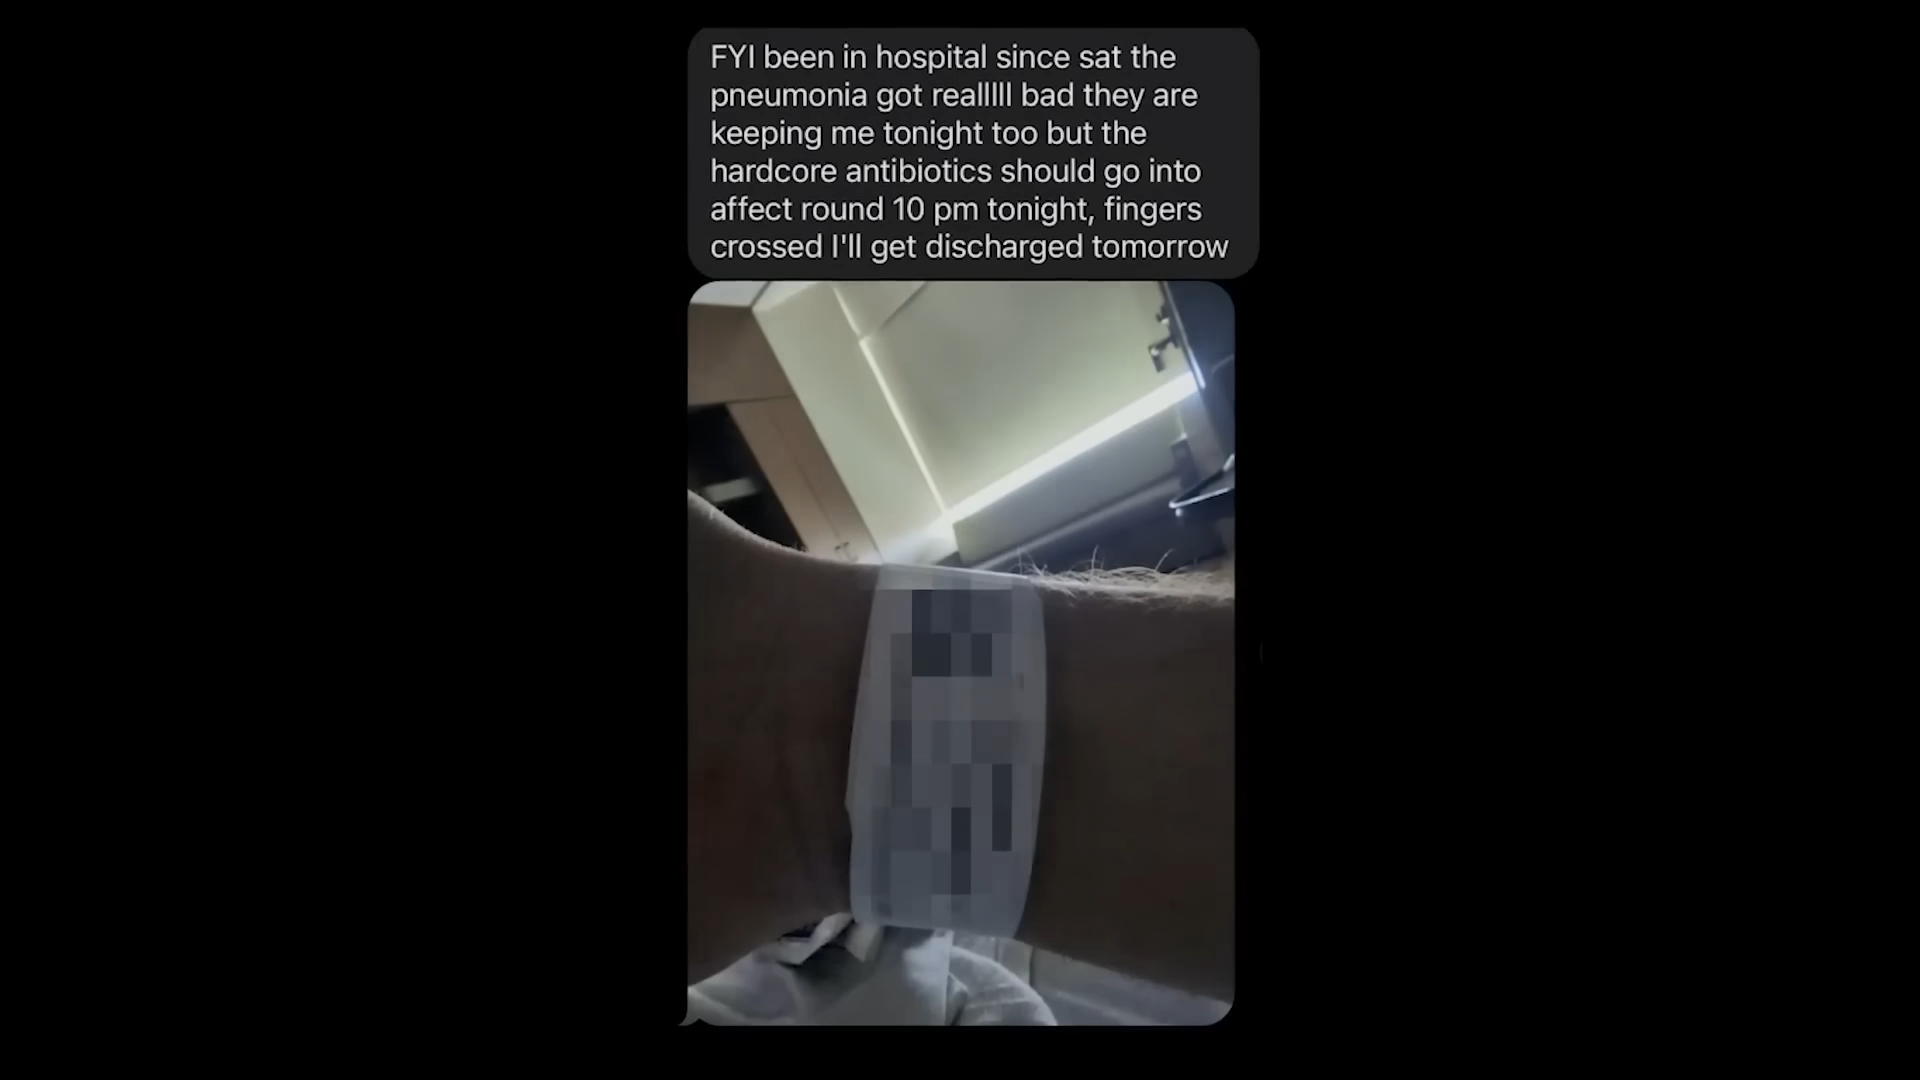 FYI been in hospital since sat the
pneumonia got realllll bad they are
keeping me tonight too but the
hardcore antibiotics should go into
affect round 10 pm tonight, fingers
crossed I'll get discharged tomorrow